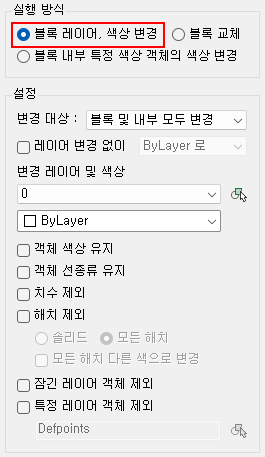 실행 방식
블록 레이어, 색상 변경 블록 교체
블록 내부 특정 색상 객체의 색상 변경
설정
변경 대상 : 블록 및 내부 모두 변경
레이어 변경 없이 ByLayer 로
변경 레이어 및 색상
0
ByLayer
객체 색상 유지
객체 선종류 유지
치수 제외
해치 제외
솔리드 모든 해치
모든 해치 다른 색으로 변경
잠긴 레이어 객체 제외
특정 레이어 객체 제외
Defpoints